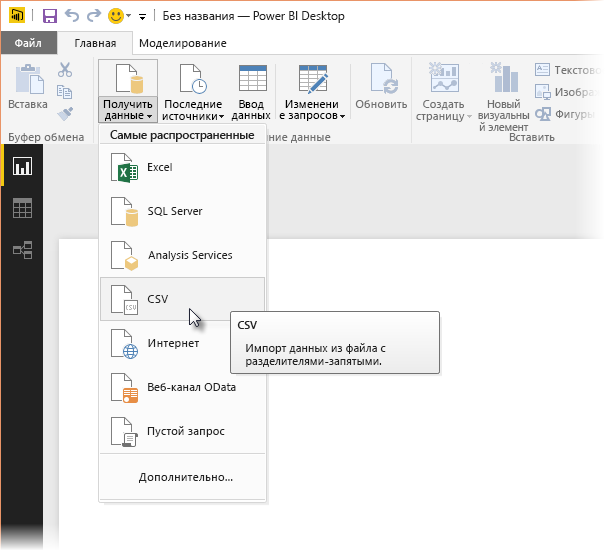 Без названия — Power BI Desktop
Файл
Главная
Моделирование
Вставка
Получить
данные
Последние
источники
Ввод
данных
Изменени
е запросов
Обновить
Создать
страницу
Новый
визуальны
й элемент
Текстово
Изобра
Фигуры
Буфер обмена
ние данные
Вставить
Самые распространенные
Excel
SQL Server
Analysis Services
CSV
CSV
Импорт данных из файла с
разделителями-запятыми.
Интернет
Веб-канал OData
Пустой запрос
Дополнительно...